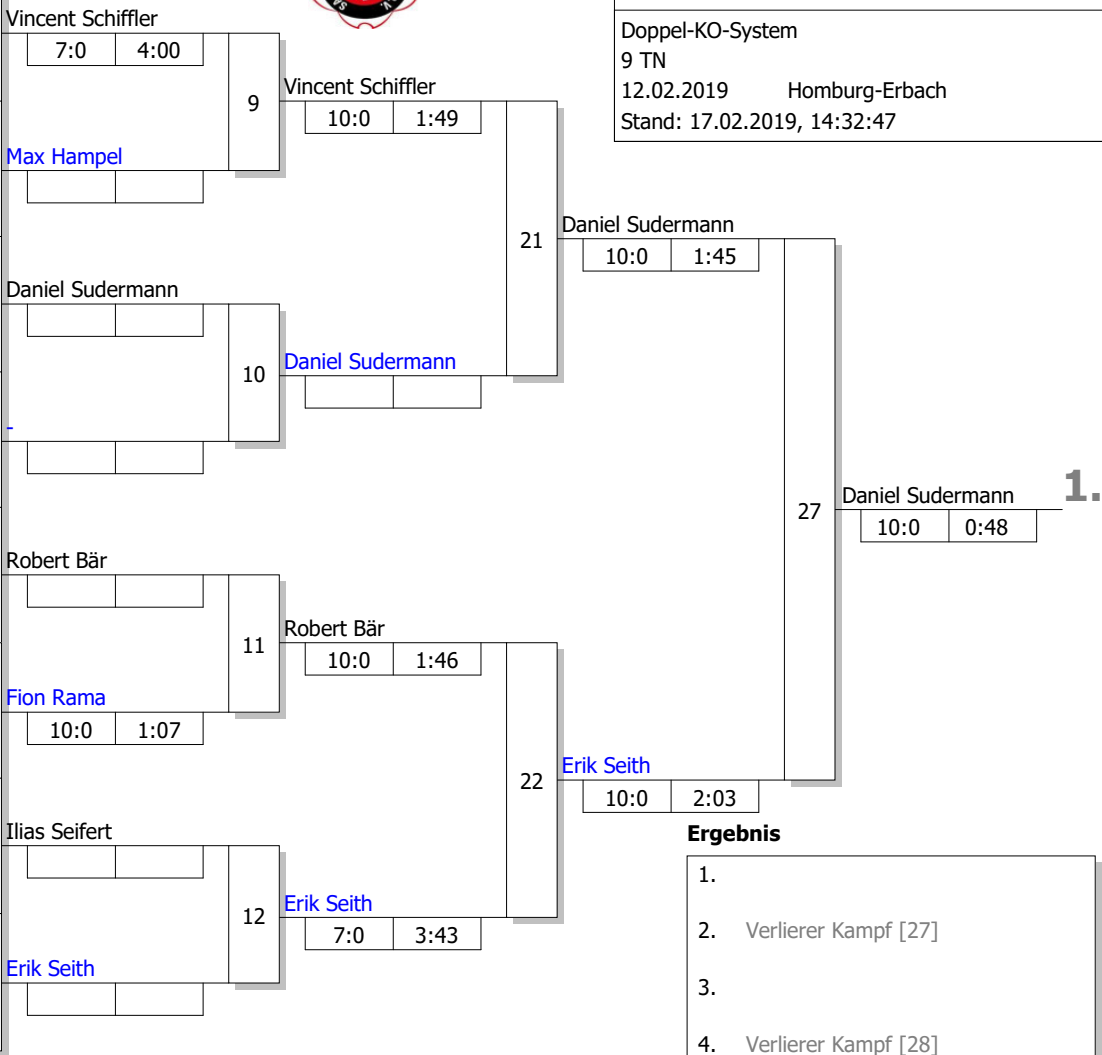 Vincent Schiffler
7:0 4:00
9
Max Hampel
Vincent Schiffler
10:0 1:49
Doppel-KO-System
9 TN
12.02.2019 Homburg-Erbach
Stand: 17.02.2019, 14:32:47
21
Daniel Sudermann
10:0 1:45
Daniel Sudermann
10
-
Daniel Sudermann
27
Daniel Sudermann
1.
10:0 0:48
Robert Bär
11
Fion Rama
10:0 1:07
Robert Bär
10:0 1:46
22
Erik Seith
10:0 2:03
Ilias Seifert
12
Erik Seith
Erik Seith
7:0 3:43
Ergebnis
1.
2. Verlierer Kampf [27]
3.
4. Verlierer Kampf [28]